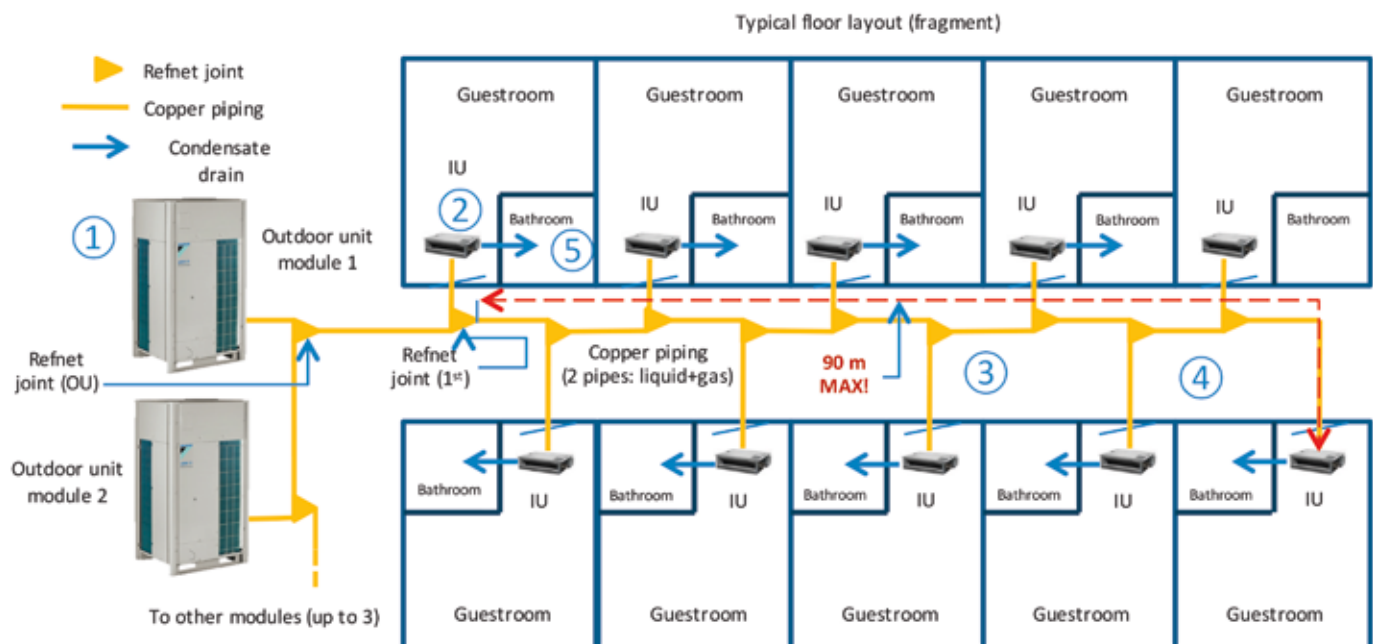 Typical floor layout (fragment)
Refnet joint
Copper piping
Condensate
drain
Guestroom
Guestroom
Guestroom
Guestroom
Guestroom
IU
IU
IU
IU
IU
1
2
Bathroom
Bathroom
Bathroom
Bathroom
Bathroom
5
Outdoor unit
module 1
Refnet
joint (OU)
Refnet
joint (1st)
Copper piping
(2 pipes: liquid+gas)
90 m
MAX!
3
4
Outdoor unit
module 2
Bathroom
Bathroom
Bathroom
Bathroom
Bathroom
IU
IU
IU
IU
IU
To other modules (up to 3)
Guestroom
Guestroom
Guestroom
Guestroom
Guestroom